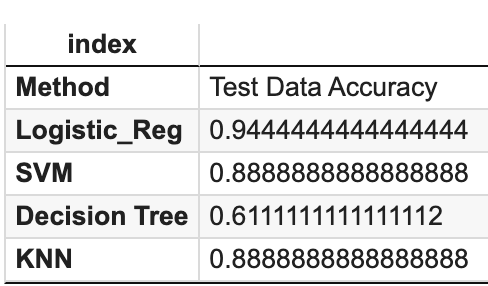 index
Method Test Data Accuracy
Logistic_Reg 0.9444444444444444
SVM 0.8888888888888888
Decision Tree 0.6111111111111112
KNN 0.8888888888888888